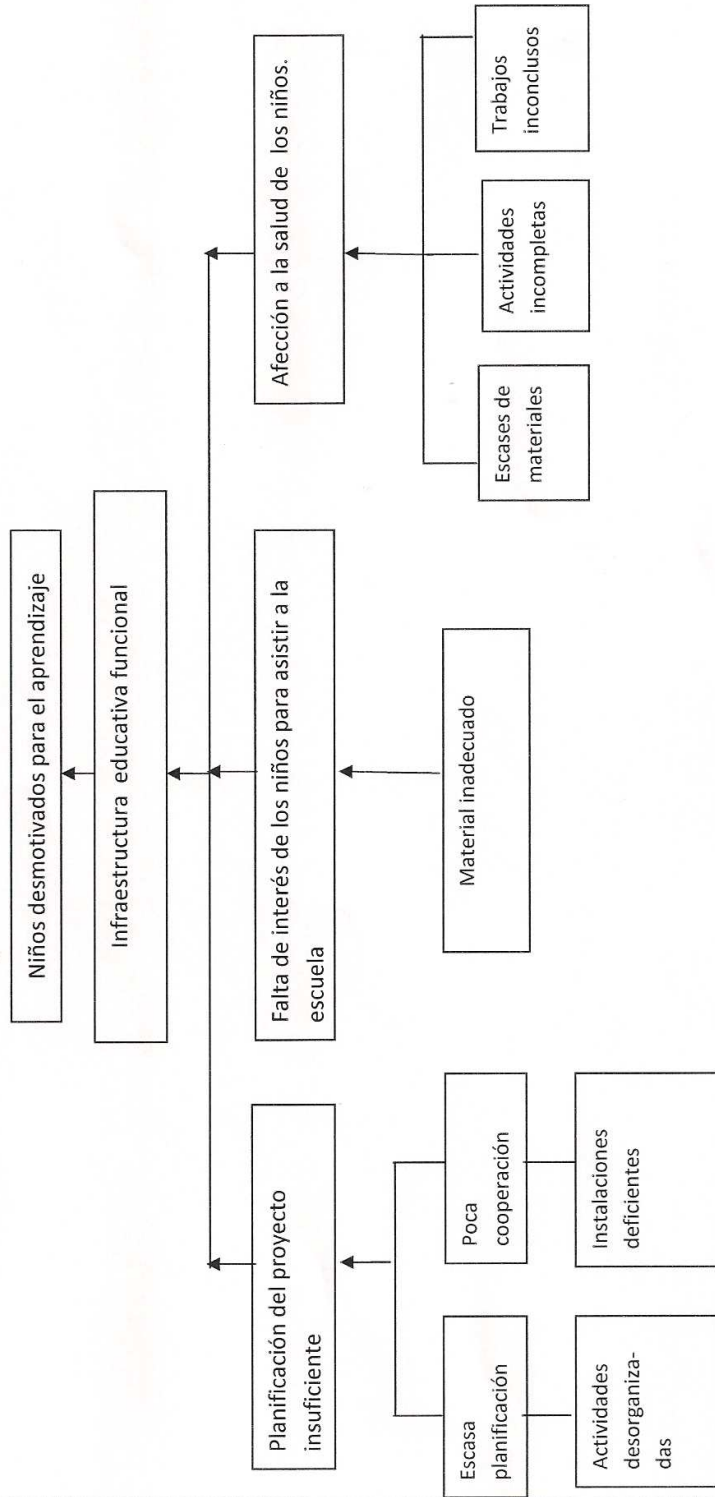 Niños desmotivados para el aprendizaje
Infraestructura educativa funcional
Planificación del proyecto
insuficiente
Falta de interés de los niños para asistir a la
escuela
Afección a la salud de los niños.
Escasa
planificación
Poca
cooperación
Material inadecuado
Escases de
materiales
Actividades
incompletas
Trabajos
inconclusos
Actividades
desorganiza-
das
Instalaciones
deficientes